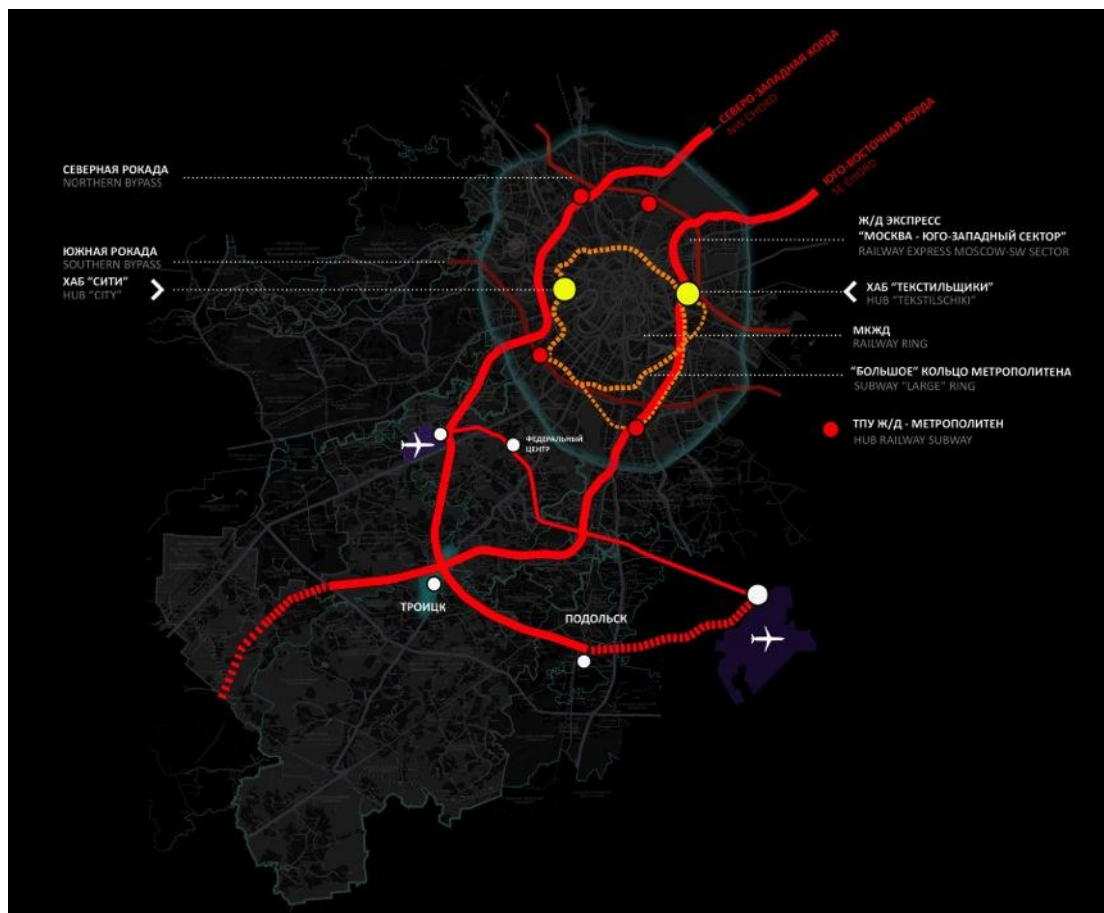 СЕВЕРО-ЗАПАДНАЯ ХОРДА
NW CHORD
ЮГО-ВОСТОЧНАЯ ХОРДА
SE CHORD
СЕВЕРНАЯ РОКАДА
NORTHERN BYPASS
ЮЖНАЯ РОКАДА
SOUTHERN BYPASS
ХАБ "СИТИ"
HUB "CITY"
Ж/Д ЭКСПРЕСС
"МОСКВА - ЮГО-ЗАПАДНЫЙ СЕКТОР"
RAILWAY EXPRESS MOSCOW-SW SECTOR
ХАБ "ТЕКСТИЛЬЩИКИ"
HUB "TEKSTILSCHIKI"
МКЖД
RAILWAY RING
"БОЛЬШОЕ" КОЛЬЦО МЕТРОПОЛИТЕНА
SUBWAY "LARGE" RING
ТПУ Ж/Д - МЕТРОПОЛИТЕН
HUB RAILWAY SUBWAY
ФЕДЕРАЛЬНЫЙ
ЦЕНТР
ТРОИЦК
ПОДОЛЬСК